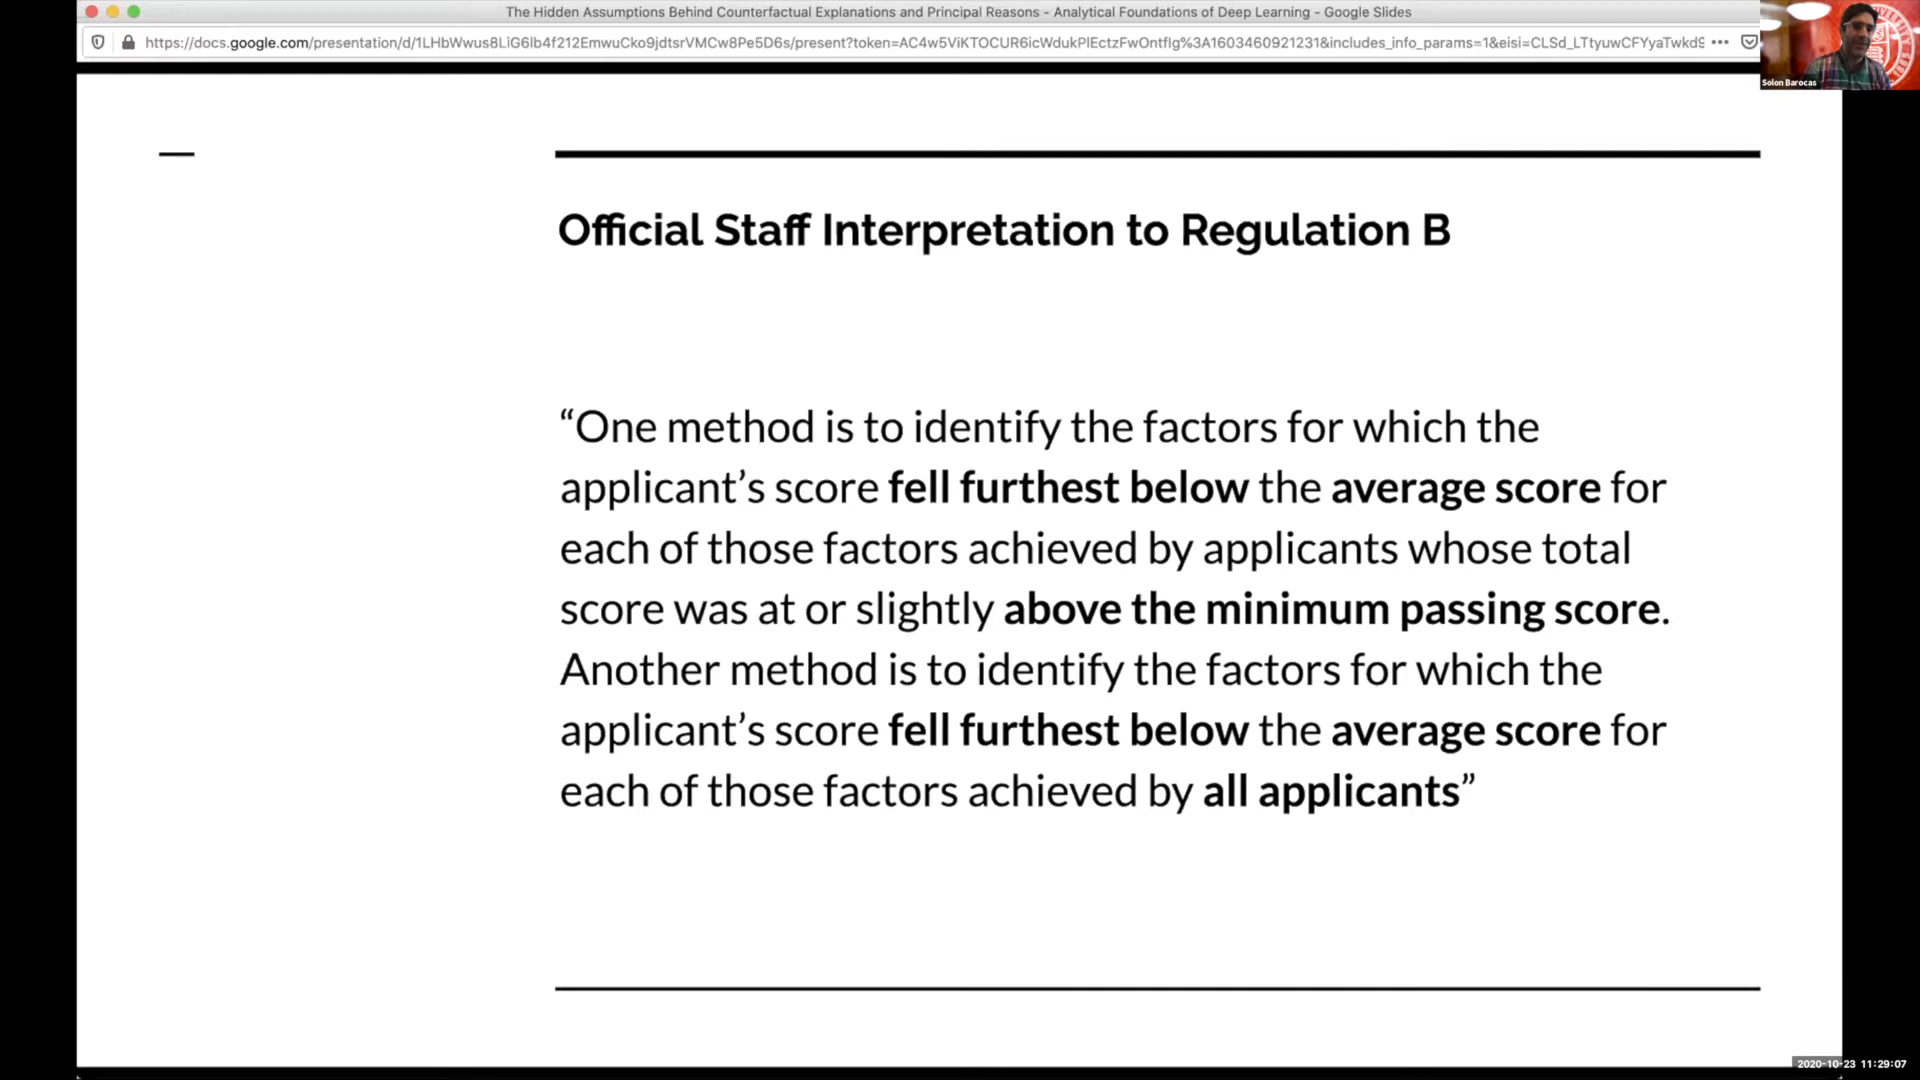 The Hidden Assumptions Behind Counterfactual Explanations and Principal Reasons - Analytical Foundations of Deep Learning - Google Slides
https://docs.google.com/presentation/d/1LHbWwus8LiG6lb4f212EmwuCko9jdtsrVMCw8Pe5D6s/present?token=AC4w5ViKTOCUR6icWdukPlEctzFwOntflg%3A1603460921231&includes_info_params=1&eisi=CLSd_LTtyuwCFYyaTwkd9
Solon Barocas
Official Staff Interpretation to Regulation B
“One method is to identify the factors for which the
applicant’s score fell furthest below the average score for
each of those factors achieved by applicants whose total
score was at or slightly above the minimum passing score.
Another method is to identify the factors for which the
applicant’s score fell furthest below the average score for
each of those factors achieved by all applicants”
2020-10-23 11:29:07